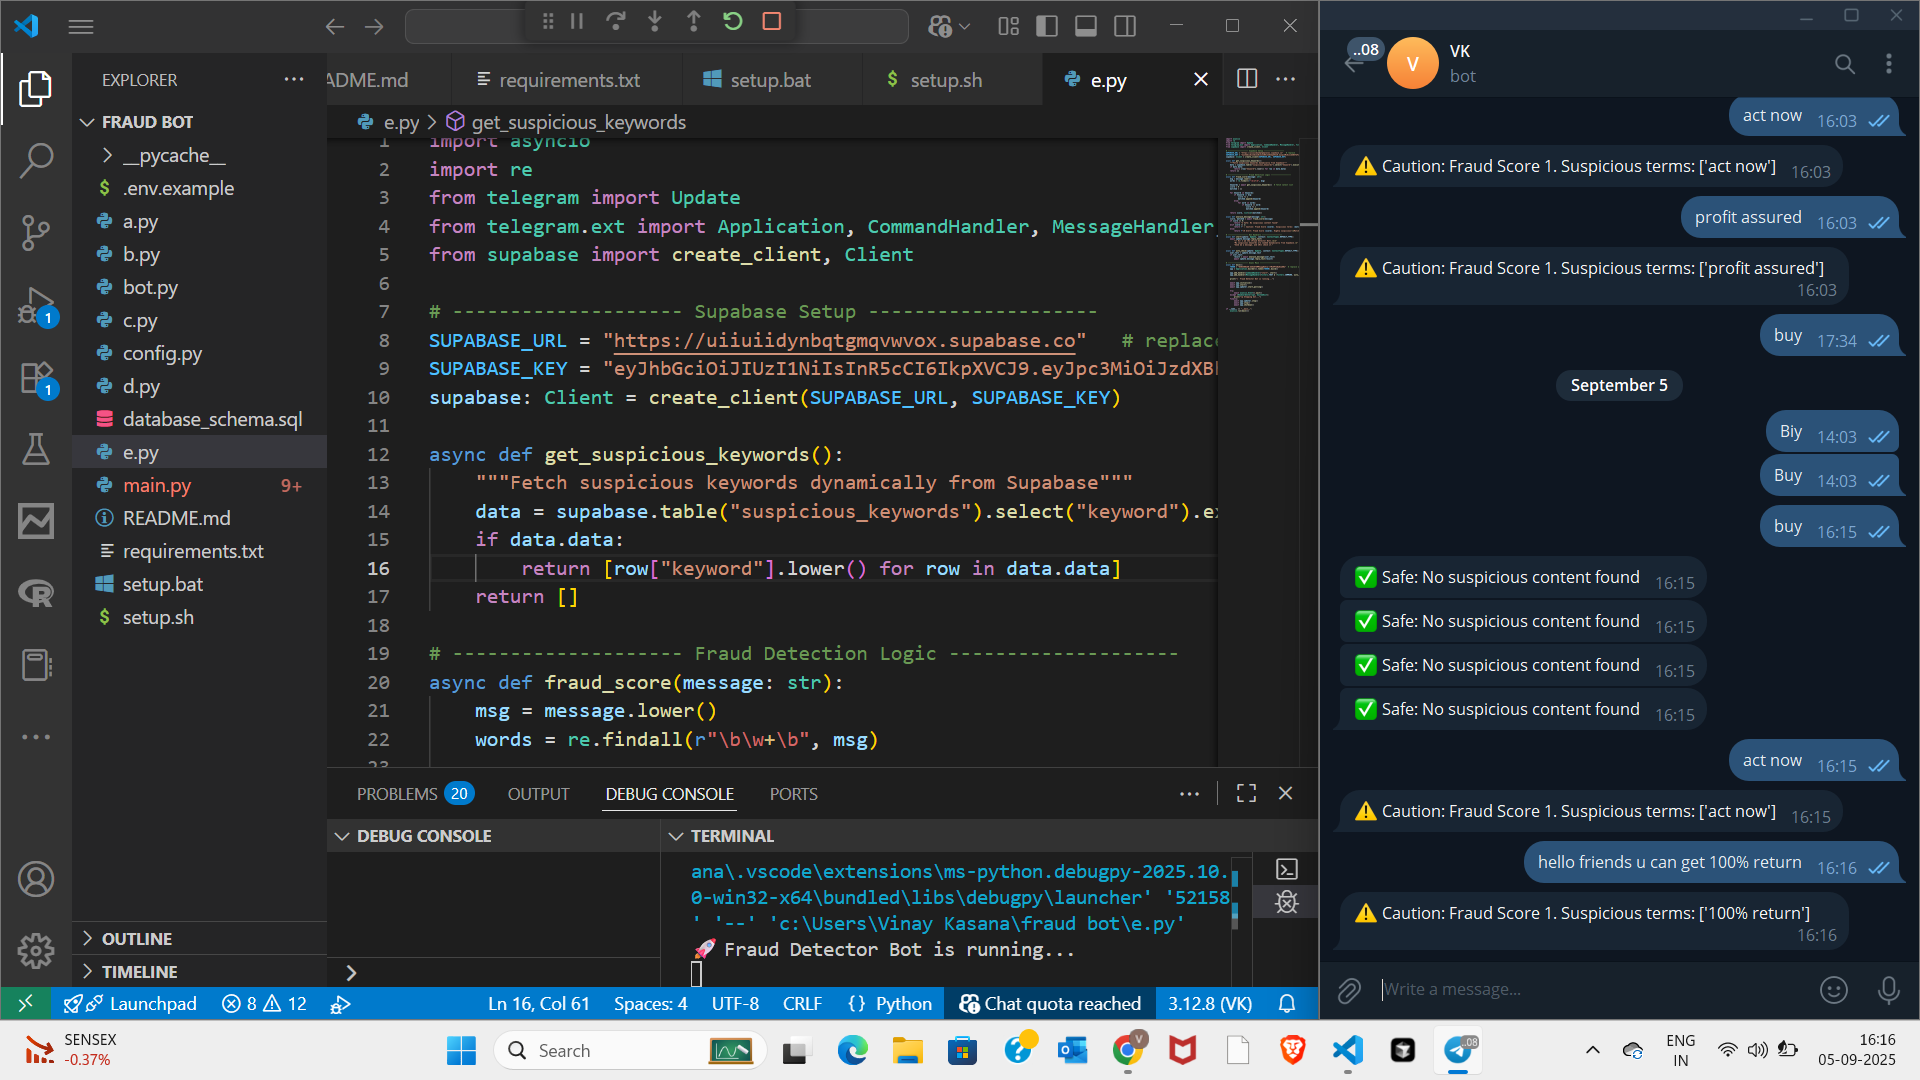 EXPLORER
ADME.md
requirements.txt
setup.bat
setup.sh
e.py
FRAUD BOT
__pycache__
.env.example
a.py
b.py
bot.py
c.py
config.py
d.py
database_schema.sql
e.py
main.py 9+
README.md
requirements.txt
setup.bat
setup.sh
OUTLINE
TIMELINE
1
1
e.py > get_suspicious_keywords
1 import asyncio
2 import re
3 from telegram import Update
4 from telegram.ext import Application, CommandHandler, MessageHandler,
5 from supabase import create_client, Client
6
7 # -------------------- Supabase Setup --------------------
8 SUPABASE_URL = "https://uiiuiidynbqtgmqvwvox.supabase.co" # replace
9 SUPABASE_KEY = "eyJhbGciOiJIUzI1NiIsInR5cCI6IkpXVCJ9.eyJpc3MiOiJzdXB
10 supabase: Client = create_client(SUPABASE_URL, SUPABASE_KEY)
11
12 async def get_suspicious_keywords():
13 """Fetch suspicious keywords dynamically from Supabase"""
14 data = supabase.table("suspicious_keywords").select("keyword").ex
15 if data.data:
16 return [row["keyword"].lower() for row in data.data]
17 return []
18
19 # -------------------- Fraud Detection Logic --------------------
20 async def fraud_score(message: str):
21 msg = message.lower()
22 words = re.findall(r"\b\w+\b", msg)
23
PROBLEMS 20
OUTPUT
DEBUG CONSOLE
PORTS
DEBUG CONSOLE
TERMINAL
ana\.vscode\extensions\ms-python.debugpy-2025.10.
0-win32-x64\bundled\libs\debugpy\launcher' '52158
' '--' 'c:\Users\Vinay Kasana\fraud bot\e.py'
🚀 Fraud Detector Bot is running...
Launchpad
8 12
Ln 16, Col 61
Spaces: 4
UTF-8
CRLF
{} Python
Chat quota reached
3.12.8 (VK)
..08
V
VK
bot
act now 16:03
⚠️ Caution: Fraud Score 1. Suspicious terms: ['act now'] 16:03
profit assured 16:03
⚠️ Caution: Fraud Score 1. Suspicious terms: ['profit assured']
16:03
buy 17:34
September 5
Biy 14:03
Buy 14:03
buy 16:15
✅ Safe: No suspicious content found 16:15
✅ Safe: No suspicious content found 16:15
✅ Safe: No suspicious content found 16:15
✅ Safe: No suspicious content found 16:15
act now 16:15
⚠️ Caution: Fraud Score 1. Suspicious terms: ['act now'] 16:15
hello friends u can get 100% return 16:16
⚠️ Caution: Fraud Score 1. Suspicious terms: ['100% return']
16:16
Write a message...
SENSEX
-0.37%
Search
V
..08
ENG
IN
16:16
05-09-2025